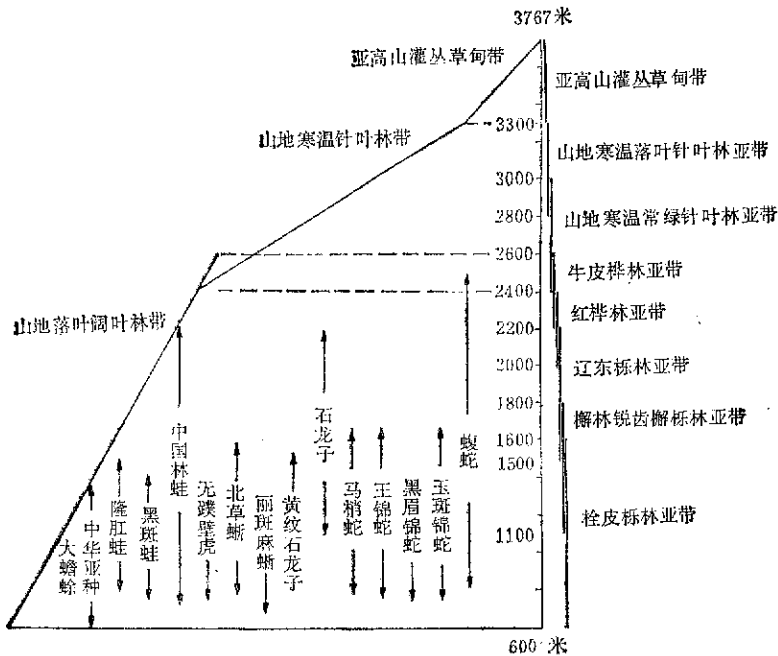 3767米
亚高山灌丛草甸带
亚高山灌丛草甸带
3300
山地寒温针叶林带
山地寒温落叶针叶林亚带
3000
2800
山地寒温常绿针叶林亚带
2600
牛皮桦林亚带
2400
山地落叶阔叶林带
红桦林亚带
2200
辽东栎林亚带
2000
1800
槲林锐齿槲栎林亚带
1600
1500
栓皮栎林亚带
1100
大蟾蜍
中华亚种
隆肛蛙
黑斑蛙
中国林蛙
无蹼壁虎
北草蜥
丽斑麻蜥
黄纹石龙子
石龙子
马梢蛇
王锦蛇
黑眉锦蛇
玉斑锦蛇
蝮蛇
600 米